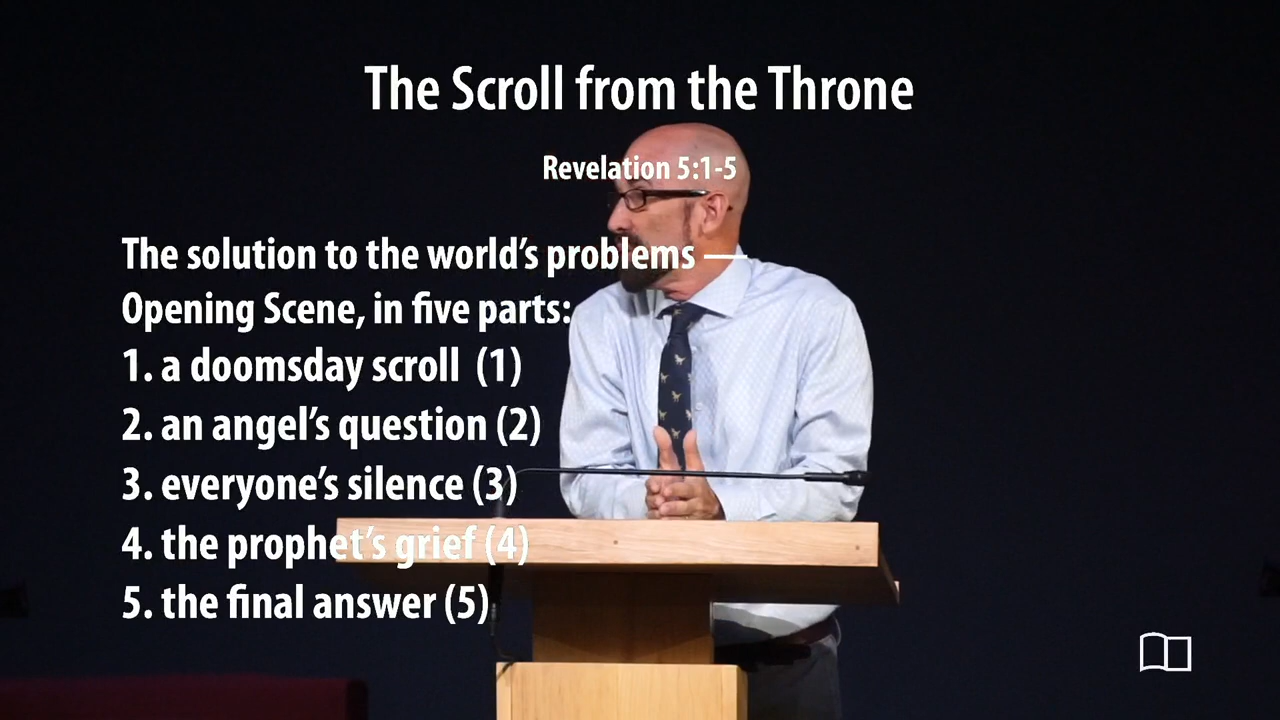 The Scroll from the Throne
Revelation 5:1-5
The solution to the world’s problems —
Opening Scene, in five parts:
1. a doomsday scroll  (1)
2. an angel’s question (2)
3. everyone’s silence (3)
4. the prophet’s grief (4)
5. the final answer (5)